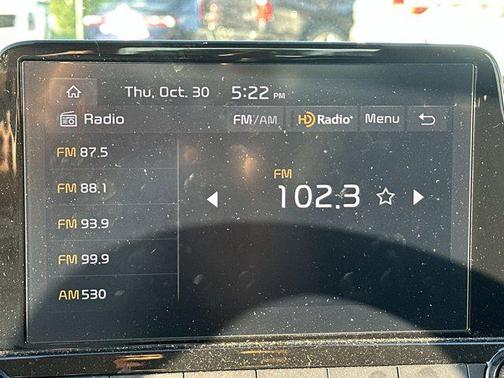 Thu, Oct. 30 5:22 PM
Radio FM/AM HD Radio Menu
FM 87.5
FM 88.1
FM 93.9
FM 99.9
AM 530
FM
102.3